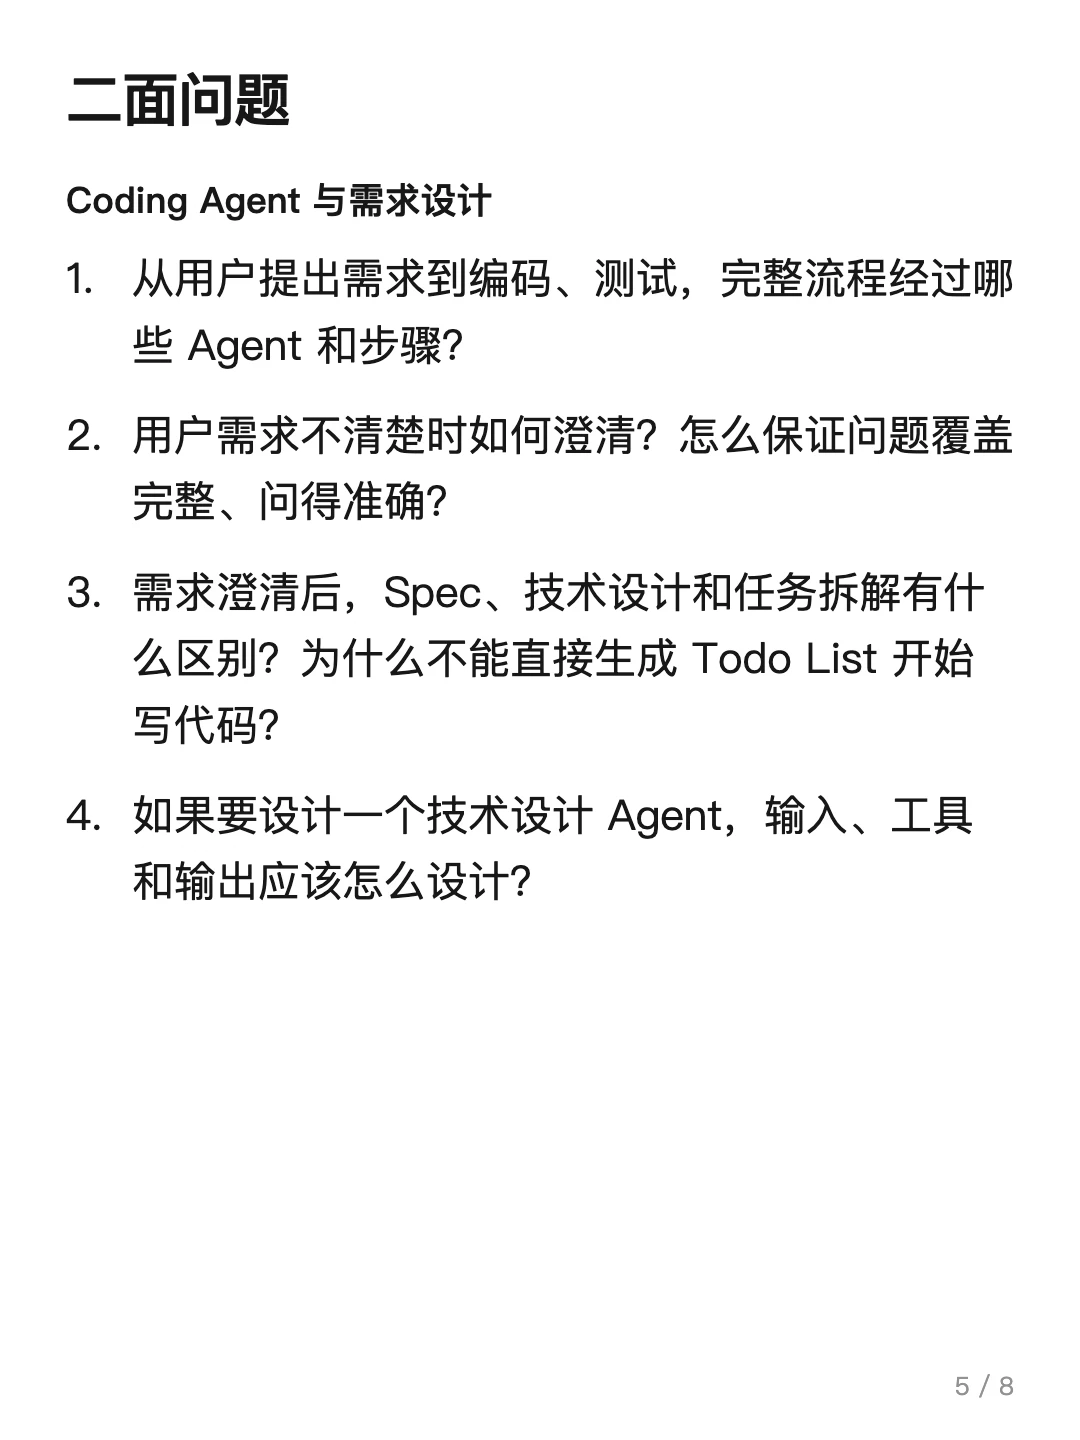 二面问题
Coding Agent 与需求设计
1. 从用户提出需求到编码、测试，完整流程经过哪
些 Agent 和步骤？
2. 用户需求不清楚时如何澄清？怎么保证问题覆盖
完整、问得准确？
3. 需求澄清后，Spec、技术设计和任务拆解有什
么区别？为什么不能直接生成 Todo List 开始
写代码？
4. 如果要设计一个技术设计 Agent，输入、工具
和输出应该怎么设计？
5 / 8